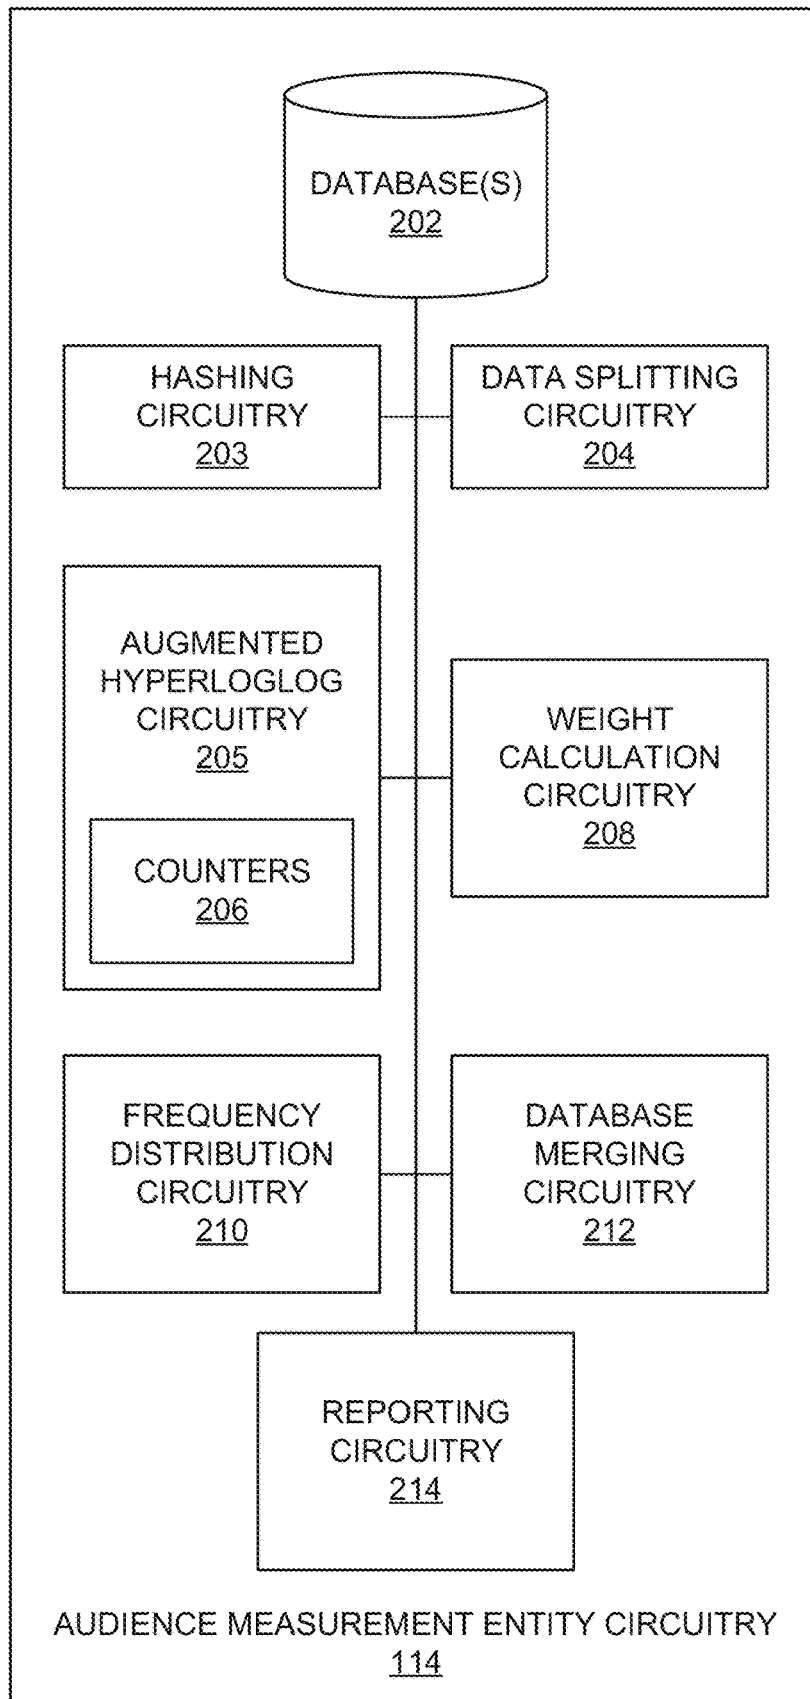 DATABASE(S)
202
HASHING
CIRCUITRY
203
DATA SPLITTING
CIRCUITRY
204
AUGMENTED
HYPERLOGLOG
CIRCUITRY
205
COUNTERS
206
WEIGHT
CALCULATION
CIRCUITRY
208
FREQUENCY
DISTRIBUTION
CIRCUITRY
210
DATABASE
MERGING
CIRCUITRY
212
REPORTING
CIRCUITRY
214
AUDIENCE MEASUREMENT ENTITY CIRCUITRY
114